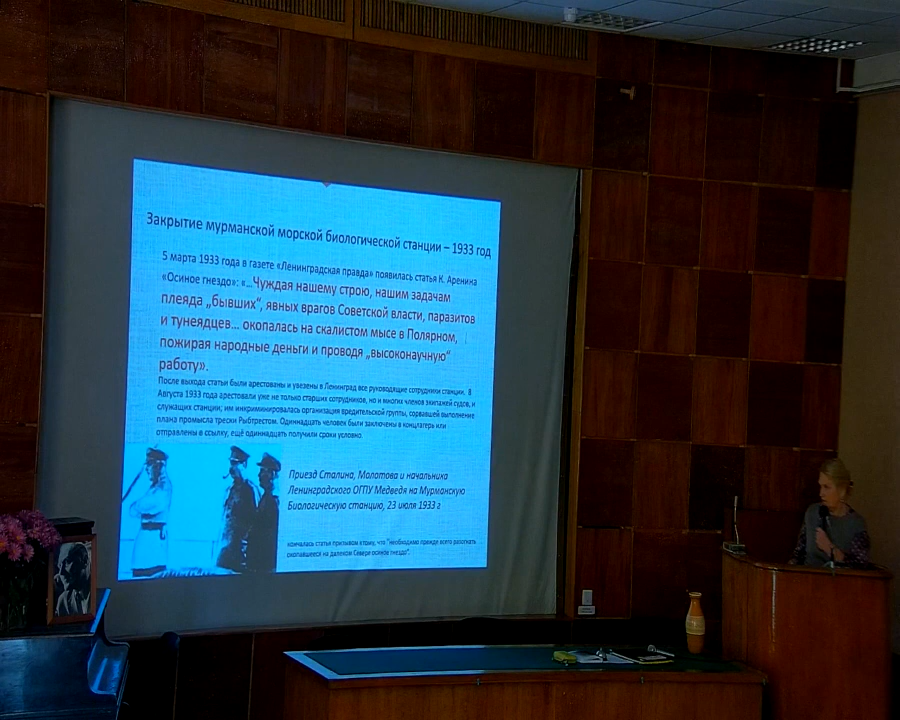 Закрытие мурманской морской биологической станции – 1933 год
5 марта 1933 года в газете «Ленинградская правда» появилась статья К. Аренина
«Осиное гнездо»: «...Чуждая нашему строю, нашим задачам
плеяда „бывших“, явных врагов Советской власти, паразитов
и тунеядцев... окопалась на скалистом мысе в Полярном,
пожирая народные деньги и проводя „высоконаучную“
работу».
После выхода статьи были арестованы и увезены в Ленинград все руководящие сотрудники станции. 8
Августа 1933 года арестовали уже не только старших сотрудников, но и многих членов экипажей судов, и
служащих станции; им инкриминировалась организация вредительской группы, сорвавшей выполнение
плана промысла трески Рыбтрестом. Одиннадцать человек были заключены в концлагерь или
отправлены в ссылку, ещё одиннадцать получили сроки условно.
Приезд Сталина, Молотова и начальника
Ленинградского ОГПУ Медведя на Мурманскую
Биологическую станцию, 23 июля 1933 г
кончалась статья призывом к тому, что "необходимо прежде всего разогнать
окопавшееся на далеком Севере осиное гнездо".